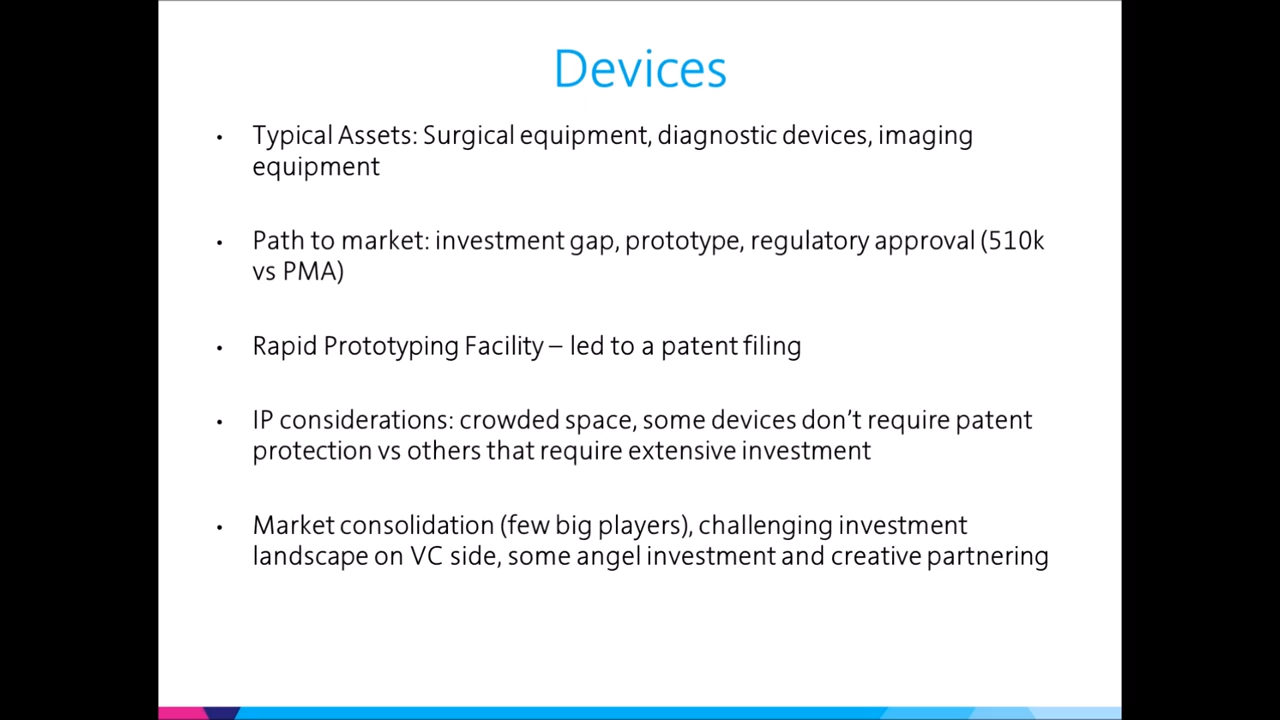 Devices
• Typical Assets: Surgical equipment, diagnostic devices, imaging
equipment
• Path to market: investment gap, prototype, regulatory approval (510k
vs PMA)
• Rapid Prototyping Facility – led to a patent filing
• IP considerations: crowded space, some devices don’t require patent
protection vs others that require extensive investment
• Market consolidation (few big players), challenging investment
landscape on VC side, some angel investment and creative partnering